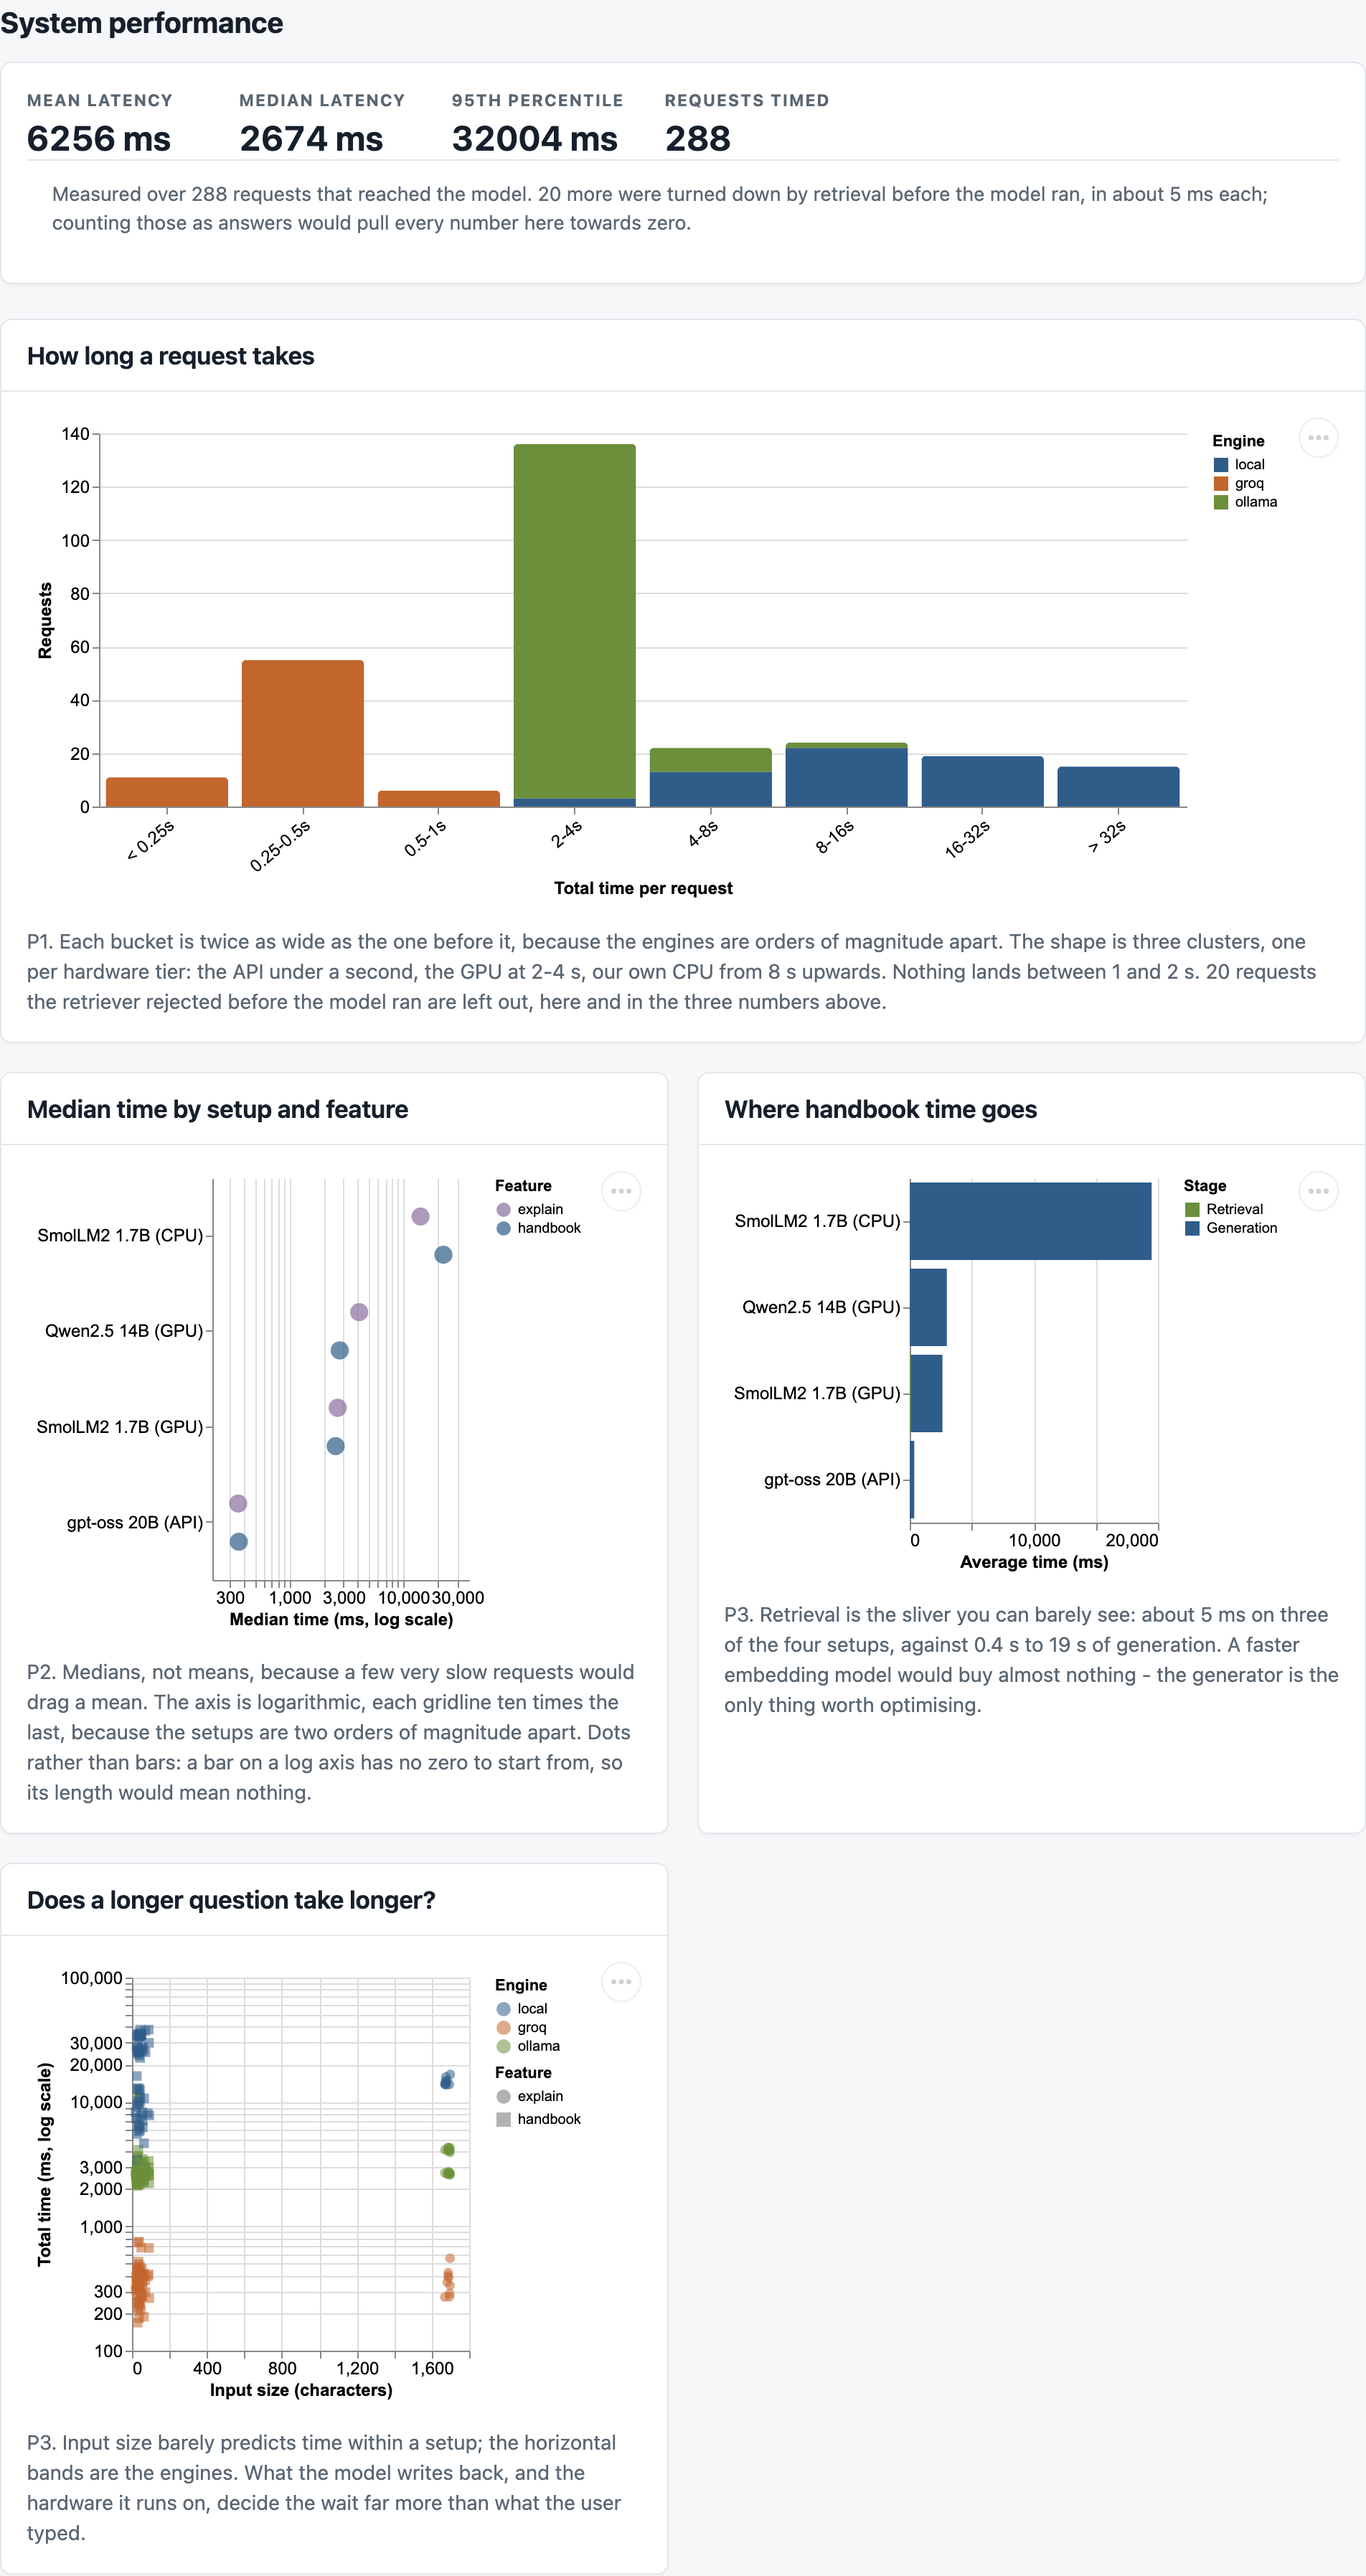 System performance
MEAN LATENCY
6256 ms
MEDIAN LATENCY
2674 ms
95TH PERCENTILE
32004 ms
REQUESTS TIMED
288
Measured over 288 requests that reached the model. 20 more were turned down by retrieval before the model ran, in about 5 ms each;
counting those as answers would pull every number here towards zero.
How long a request takes
140
120
100
80
60
40
20
0
Requests
< 0.25s
0.25-0.5s
0.5-1s
2-4s
4-8s
8-16s
16-32s
> 32s
Total time per request
Engine
local
groq
ollama
P1. Each bucket is twice as wide as the one before it, because the engines are orders of magnitude apart. The shape is three clusters, one
per hardware tier: the API under a second, the GPU at 2-4 s, our own CPU from 8 s upwards. Nothing lands between 1 and 2 s. 20 requests
the retriever rejected before the model ran are left out, here and in the three numbers above.
Median time by setup and feature
SmolLM2 1.7B (CPU)
Qwen2.5 14B (GPU)
SmolLM2 1.7B (GPU)
gpt-oss 20B (API)
300
1,000
3,000
10,000
30,000
Median time (ms, log scale)
Feature
explain
handbook
P2. Medians, not means, because a few very slow requests would
drag a mean. The axis is logarithmic, each gridline ten times the
last, because the setups are two orders of magnitude apart. Dots
rather than bars: a bar on a log axis has no zero to start from, so
its length would mean nothing.
Where handbook time goes
SmolLM2 1.7B (CPU)
Qwen2.5 14B (GPU)
SmolLM2 1.7B (GPU)
gpt-oss 20B (API)
0
10,000
20,000
Average time (ms)
Stage
Retrieval
Generation
P3. Retrieval is the sliver you can barely see: about 5 ms on three
of the four setups, against 0.4 s to 19 s of generation. A faster
embedding model would buy almost nothing - the generator is the
only thing worth optimising.
Does a longer question take longer?
100,000
30,000
20,000
10,000
3,000
2,000
1,000
300
200
100
Total time (ms, log scale)
0
400
800
1,200
1,600
Input size (characters)
Engine
local
groq
ollama
Feature
explain
handbook
P3. Input size barely predicts time within a setup; the horizontal
bands are the engines. What the model writes back, and the
hardware it runs on, decide the wait far more than what the user
typed.